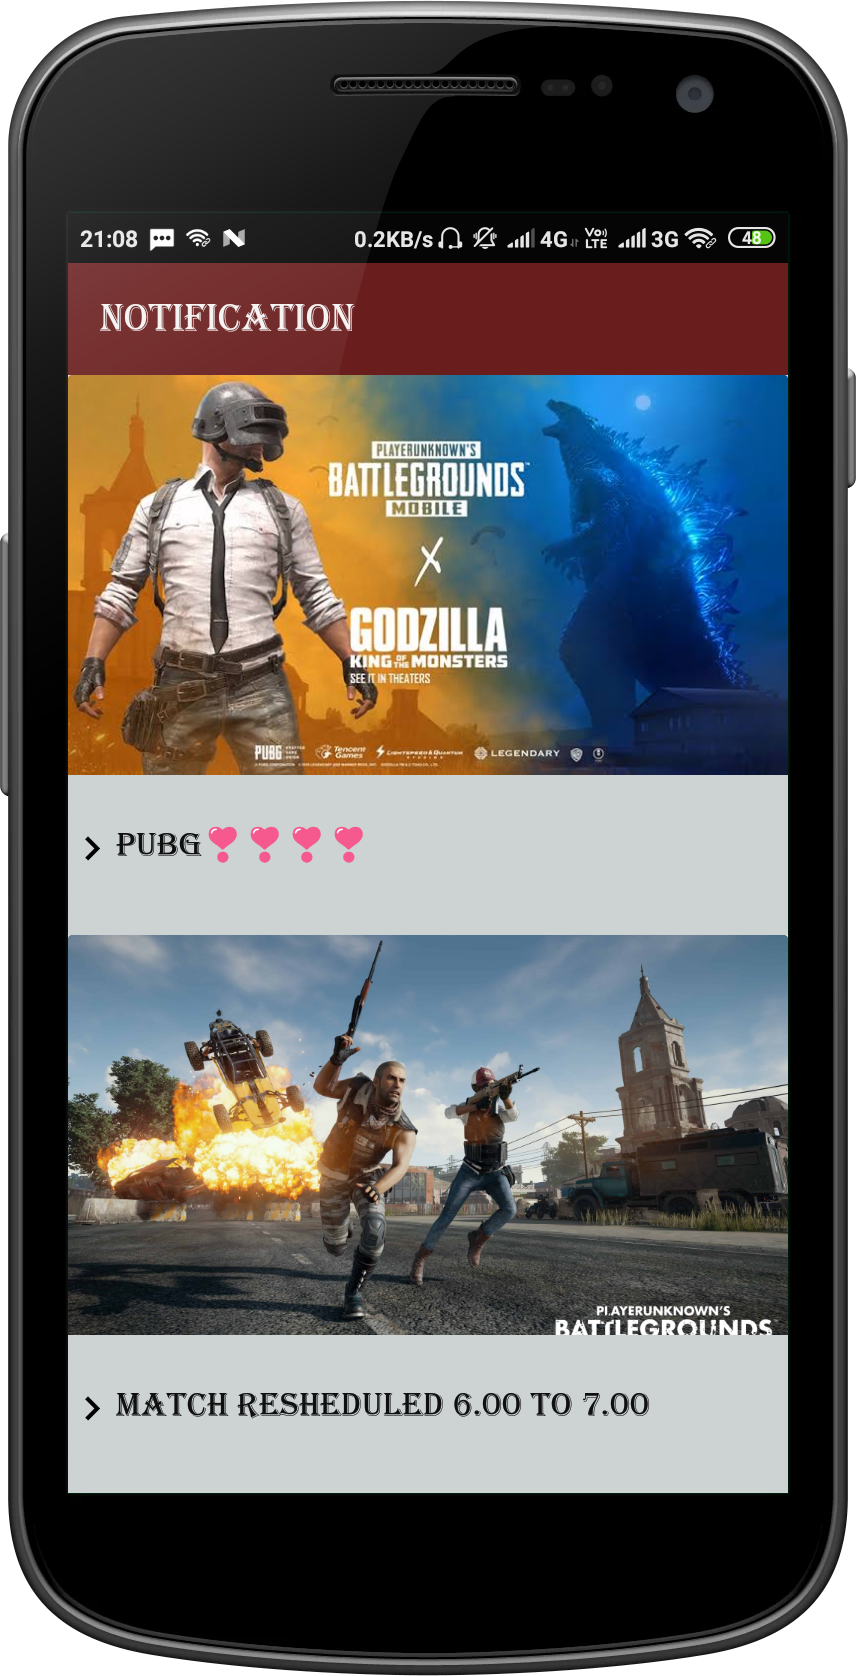 21:08
0.2KB/s 4G Vo) LTE 3G 48
NOTIFICATION
PLAYERUNKNOWN'S
BATTLEGROUNDS
MOBILE
X
GODZILLA
KING OF THE MONSTERS
SEE IT IN THEATERS
PUBG Tencent Games LIGHTSPEED & QUANTUM STUDIOS LEGENDARY
PUBG❣❣❣❣
PLAYERUNKNOWN'S
BATTLEGROUNDS
MATCH RESHEDULED 6.00 TO 7.00